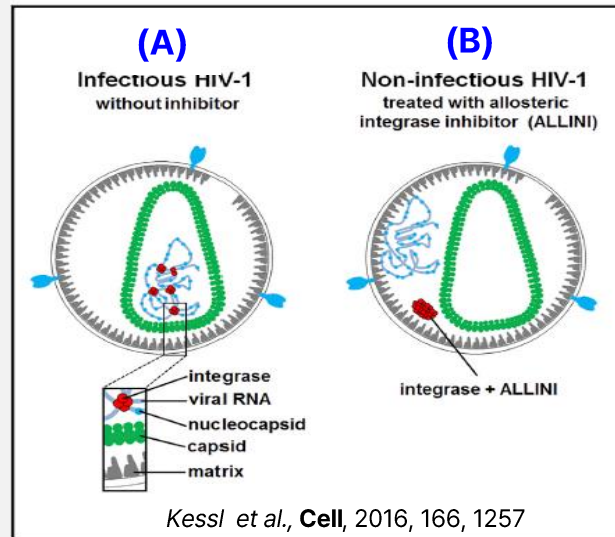 (A)
(B)
Infectious HIV-1
without inhibitor
Non-infectious HIV-1
treated with allosteric
integrase inhibitor (ALLINI)
integrase
viral RNA
nucleocapsid
capsid
matrix
integrase + ALLINI
Kessl et al., Cell, 2016, 166, 1257